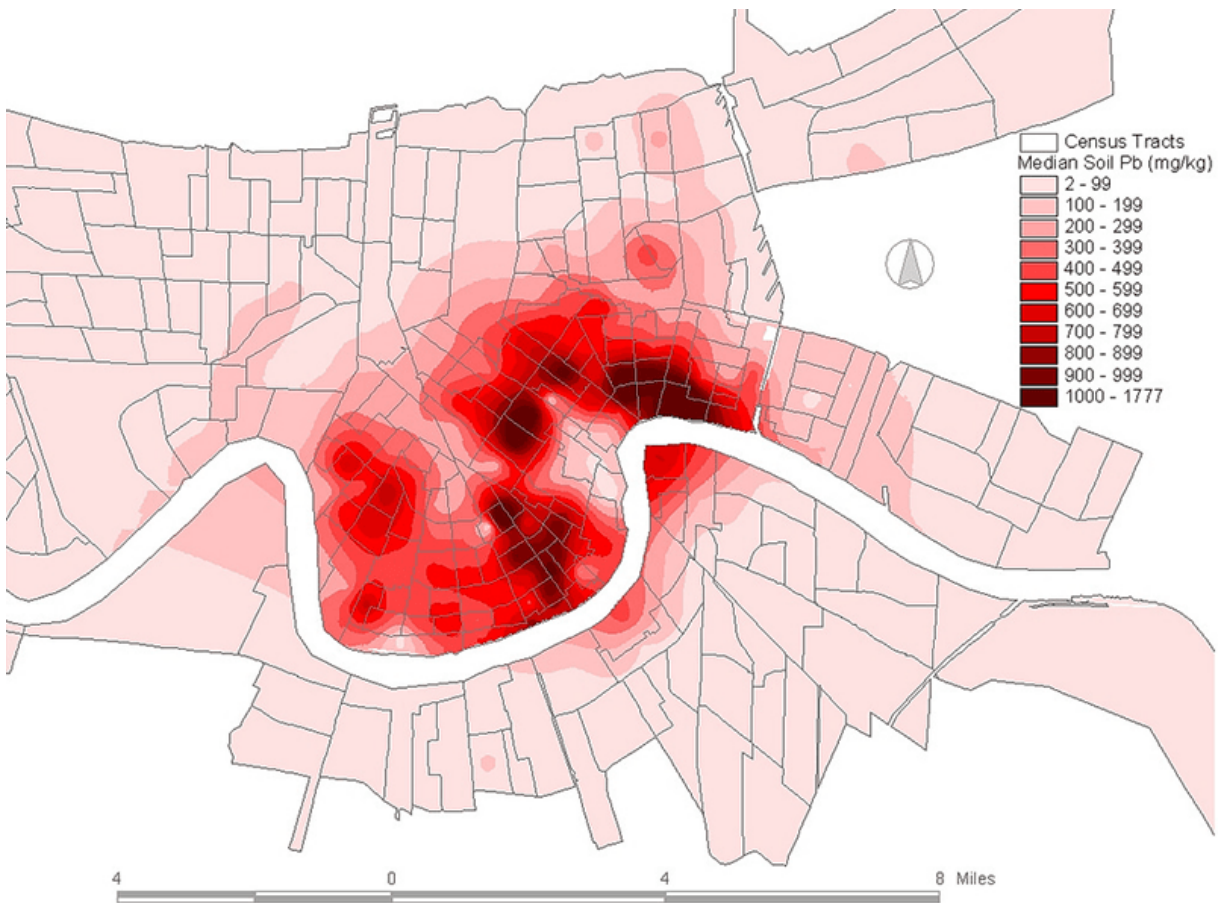 Census Tracts
Median Soil Pb (mg/kg)
2 - 99
100 - 199
200 - 299
300 - 399
400 - 499
500 - 599
600 - 699
700 - 799
800 - 899
900 - 999
1000 - 1777
4 0 4 8 Miles